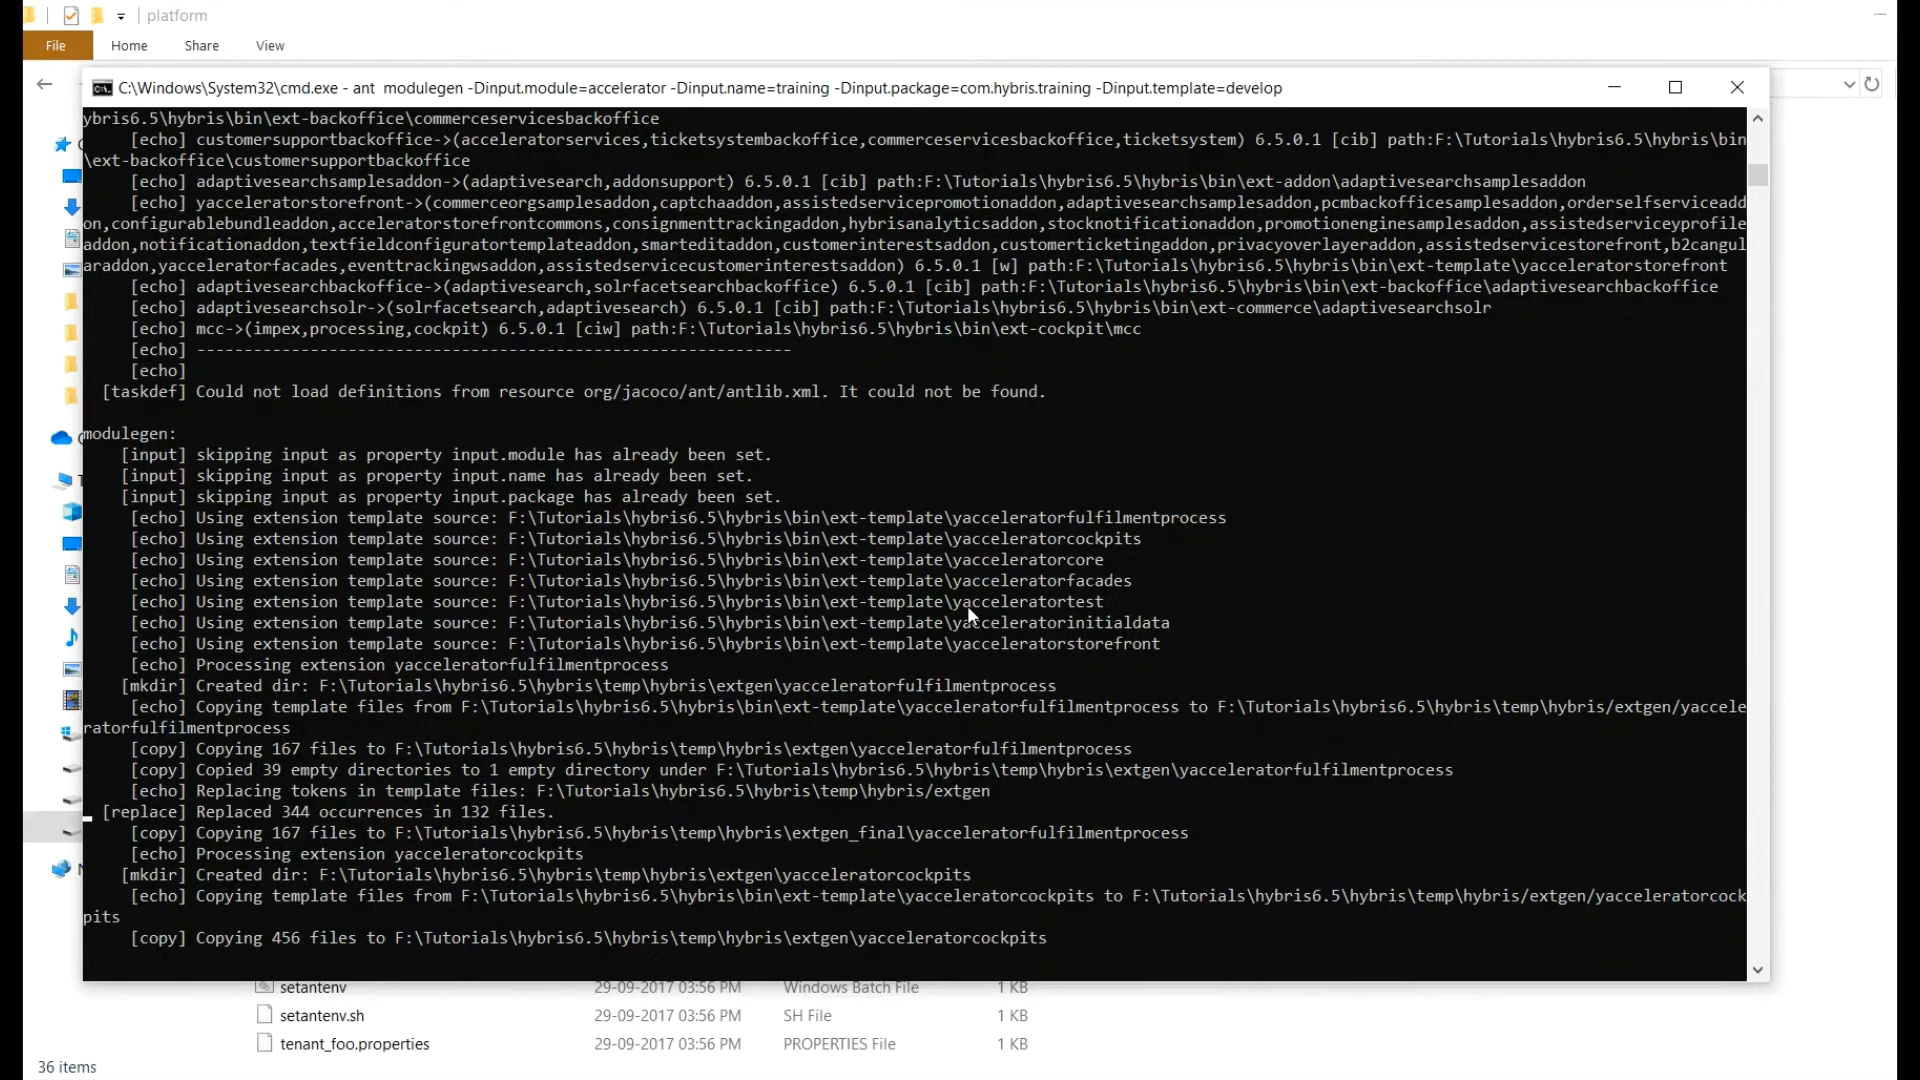 platform
File Home Share View
C:\Windows\System32\cmd.exe - ant  modulegen -Dinput.module=accelerator -Dinput.name=training -Dinput.package=com.hybris.training -Dinput.template=develop
ybris6.5\hybris\bin\ext-backoffice\commerceservicesbackoffice
[echo] customersupportbackoffice->(acceleratorservices,ticketsystembackoffice,commerceservicesbackoffice,ticketsystem) 6.5.0.1 [cib] path:F:\Tutorials\hybris6.5\hybris\bin
\ext-backoffice\customersupportbackoffice
[echo] adaptivesearchsamplesaddon->(adaptivesearch,addonsupport) 6.5.0.1 [cib] path:F:\Tutorials\hybris6.5\hybris\bin\ext-addon\adaptivesearchsamplesaddon
[echo] yacceleratorstorefront->(commerceorgsamplesaddon,captchaaddon,assistedservicepromotionaddon,adaptivesearchsamplesaddon,pcmbackofficesamplesaddon,orderselfserviceadd
on,configurablebundleaddon,acceleratorstorefrontcommons,consignmenttrackingaddon,hybrisanalyticsaddon,stocknotificationaddon,promotionenginesamplesaddon,assistedserviceyprofile
addon,notificationaddon,textfieldconfiguratortemplateaddon,smarteditaddon,customerinterestsaddon,customerticketingaddon,privacyoverlayeraddon,assistedservicestorefront,b2cangul
araddon,yacceleratorfacades,eventtrackingwsaddon,assistedservicecustomerinterestsaddon) 6.5.0.1 [w] path:F:\Tutorials\hybris6.5\hybris\bin\ext-template\yacceleratorstorefront
[echo] adaptivesearchbackoffice->(adaptivesearch,solrfacetsearchbackoffice) 6.5.0.1 [cib] path:F:\Tutorials\hybris6.5\hybris\bin\ext-backoffice\adaptivesearchbackoffice
[echo] adaptivesearchsolr->(solrfacetsearch,adaptivesearch) 6.5.0.1 [cib] path:F:\Tutorials\hybris6.5\hybris\bin\ext-commerce\adaptivesearchsolr
[echo] mcc->(impex,processing,cockpit) 6.5.0.1 [ciw] path:F:\Tutorials\hybris6.5\hybris\bin\ext-cockpit\mcc
[echo] ---------------------------------------------------------------
[echo]
[taskdef] Could not load definitions from resource org/jacoco/ant/antlib.xml. It could not be found.
modulegen:
[input] skipping input as property input.module has already been set.
[input] skipping input as property input.name has already been set.
[input] skipping input as property input.package has already been set.
[echo] Using extension template source: F:\Tutorials\hybris6.5\hybris\bin\ext-template\yacceleratorfulfilmentprocess
[echo] Using extension template source: F:\Tutorials\hybris6.5\hybris\bin\ext-template\yacceleratorcockpits
[echo] Using extension template source: F:\Tutorials\hybris6.5\hybris\bin\ext-template\yacceleratorcore
[echo] Using extension template source: F:\Tutorials\hybris6.5\hybris\bin\ext-template\yacceleratorfacades
[echo] Using extension template source: F:\Tutorials\hybris6.5\hybris\bin\ext-template\yacceleratortest
[echo] Using extension template source: F:\Tutorials\hybris6.5\hybris\bin\ext-template\yacceleratorinitialdata
[echo] Using extension template source: F:\Tutorials\hybris6.5\hybris\bin\ext-template\yacceleratorstorefront
[echo] Processing extension yacceleratorfulfilmentprocess
[mkdir] Created dir: F:\Tutorials\hybris6.5\hybris\temp\hybris\extgen\yacceleratorfulfilmentprocess
[echo] Copying template files from F:\Tutorials\hybris6.5\hybris\bin\ext-template\yacceleratorfulfilmentprocess to F:\Tutorials\hybris6.5\hybris\temp\hybris/extgen/yaccele
ratorfulfilmentprocess
[copy] Copying 167 files to F:\Tutorials\hybris6.5\hybris\temp\hybris\extgen\yacceleratorfulfilmentprocess
[copy] Copied 39 empty directories to 1 empty directory under F:\Tutorials\hybris6.5\hybris\temp\hybris\extgen\yacceleratorfulfilmentprocess
[echo] Replacing tokens in template files: F:\Tutorials\hybris6.5\hybris\temp\hybris/extgen
[replace] Replaced 344 occurrences in 132 files.
[copy] Copying 167 files to F:\Tutorials\hybris6.5\hybris\temp\hybris\extgen_final\yacceleratorfulfilmentprocess
[echo] Processing extension yacceleratorcockpits
[mkdir] Created dir: F:\Tutorials\hybris6.5\hybris\temp\hybris\extgen\yacceleratorcockpits
[echo] Copying template files from F:\Tutorials\hybris6.5\hybris\bin\ext-template\yacceleratorcockpits to F:\Tutorials\hybris6.5\hybris\temp\hybris/extgen/yacceleratorcock
pits
[copy] Copying 456 files to F:\Tutorials\hybris6.5\hybris\temp\hybris\extgen\yacceleratorcockpits
setantenv 29-09-2017 03:56 PM Windows Batch File 1 KB
setantenv.sh 29-09-2017 03:56 PM SH File 1 KB
tenant_foo.properties 29-09-2017 03:56 PM PROPERTIES File 1 KB
36 items